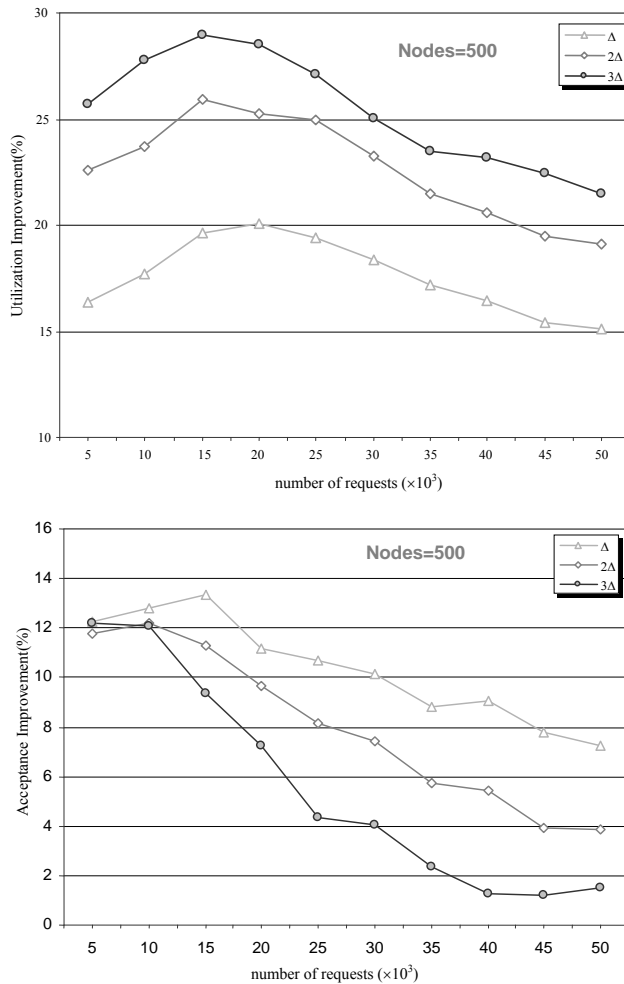 30
25
20
15
10
Utilization Improvement(%)
Nodes=500
Δ
2Δ
3Δ
5 10 15 20 25 30 35 40 45 50
number of requests (×10³)
16
14
12
10
8
6
4
2
0
Acceptance Improvement(%)
Nodes=500
Δ
2Δ
3Δ
5 10 15 20 25 30 35 40 45 50
number of requests (×10³)